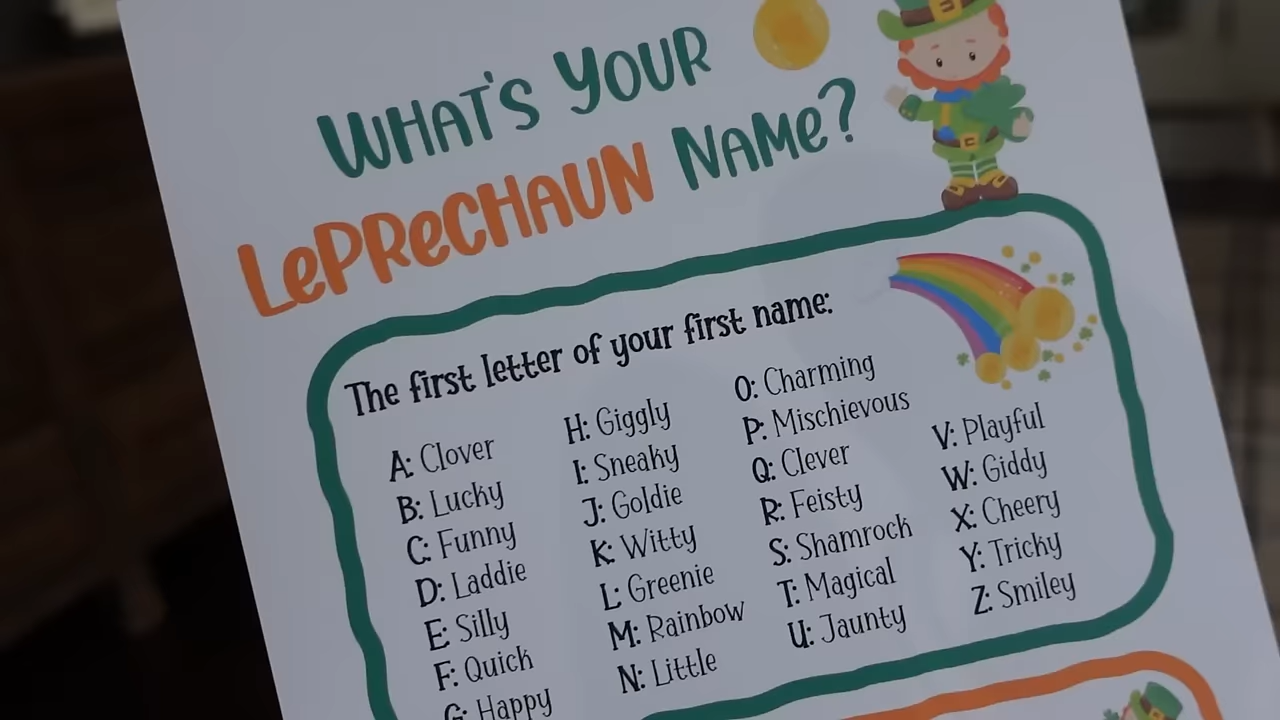 WHAT'S YOUR
LePReCHAUN NAMe?
The first letter of your first name:
A: Clover
B: Lucky
C: Funny
D: Laddie
E: Silly
F: Quick
G: Happy
H: Giggly
I: Sneaky
J: Goldie
K: Witty
L: Greenie
M: Rainbow
N: Little
O: Charming
P: Mischievous
Q: Clever
R: Feisty
S: Shamrock
T: Magical
U: Jaunty
V: Playful
W: Giddy
X: Cheery
Y: Tricky
Z: Smiley